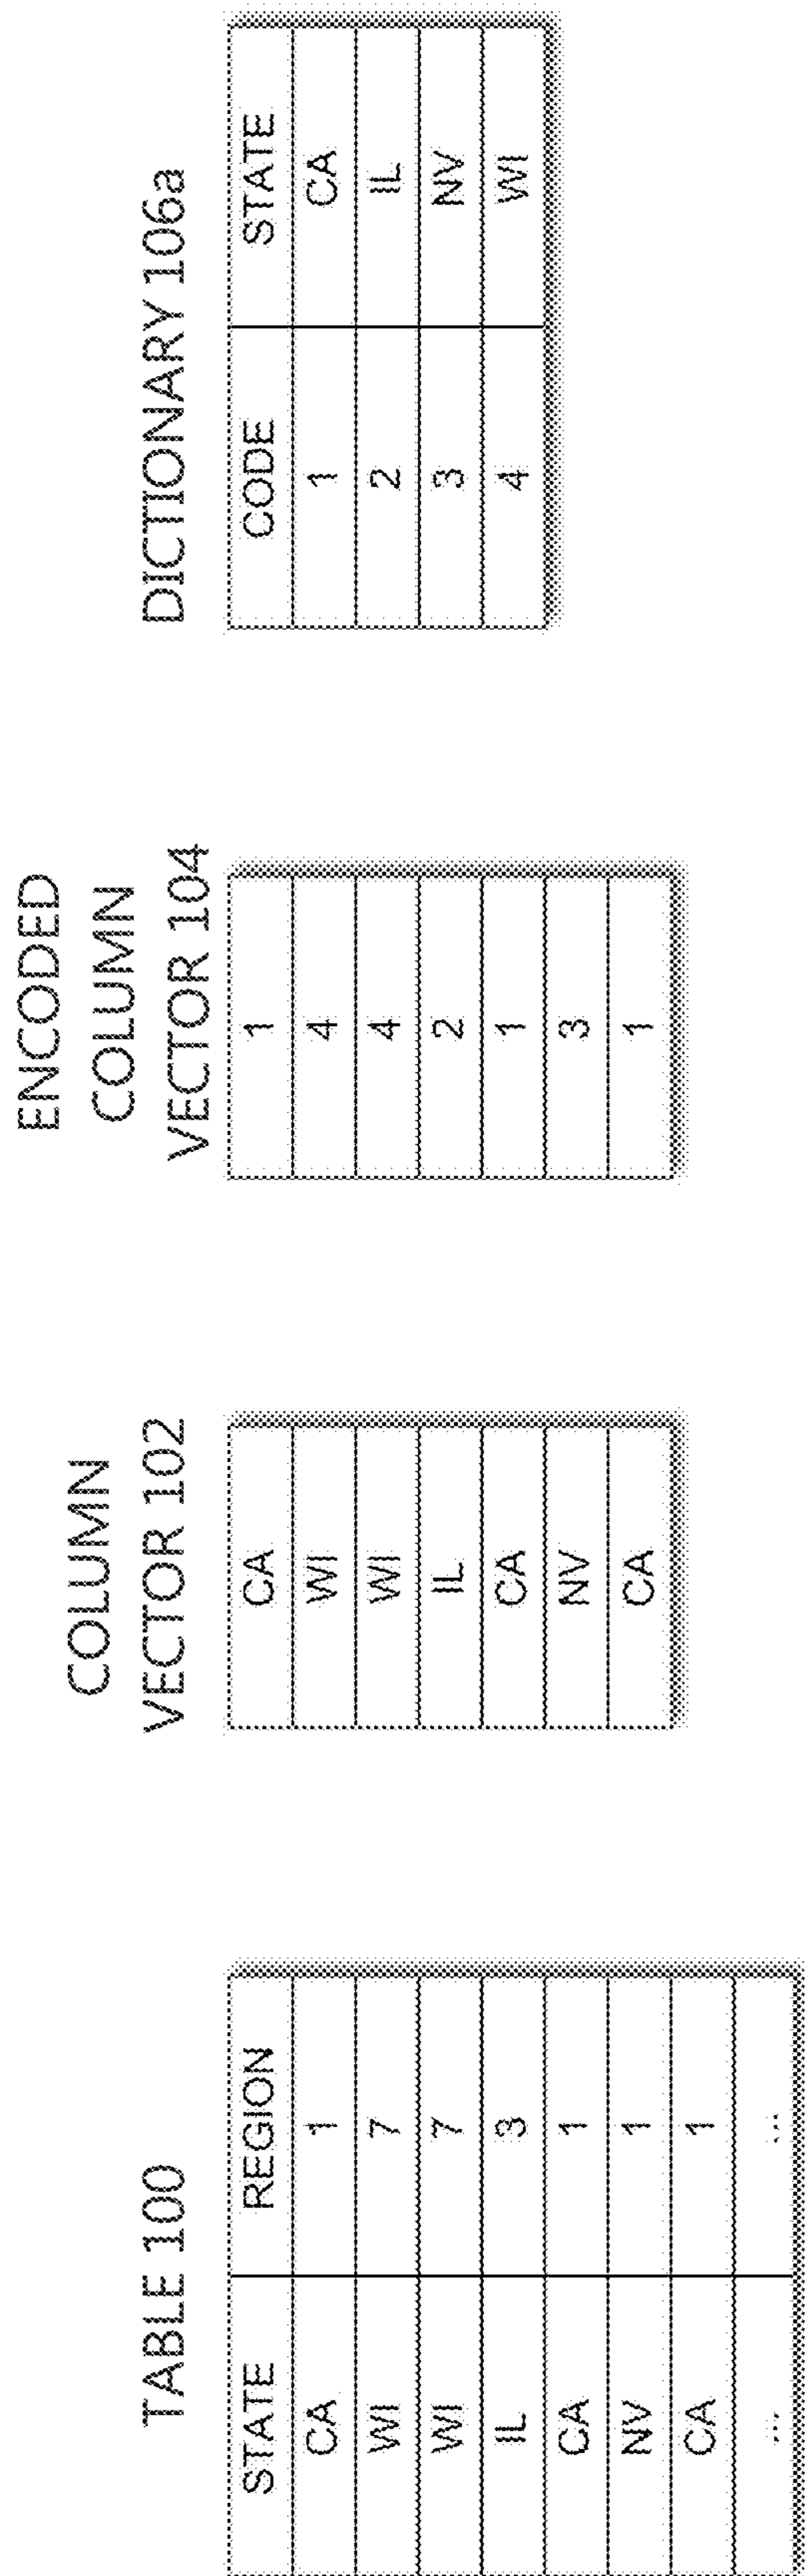 TABLE 100
STATE REGION
CA 1
WI 7
WI 7
IL 3
CA 1
NV 1
CA 1
... ...
COLUMN
VECTOR 102
CA
WI
WI
IL
CA
NV
CA
ENCODED
COLUMN
VECTOR 104
1
4
4
2
1
3
1
DICTIONARY 106a
CODE STATE
1 CA
2 IL
3 NV
4 WI